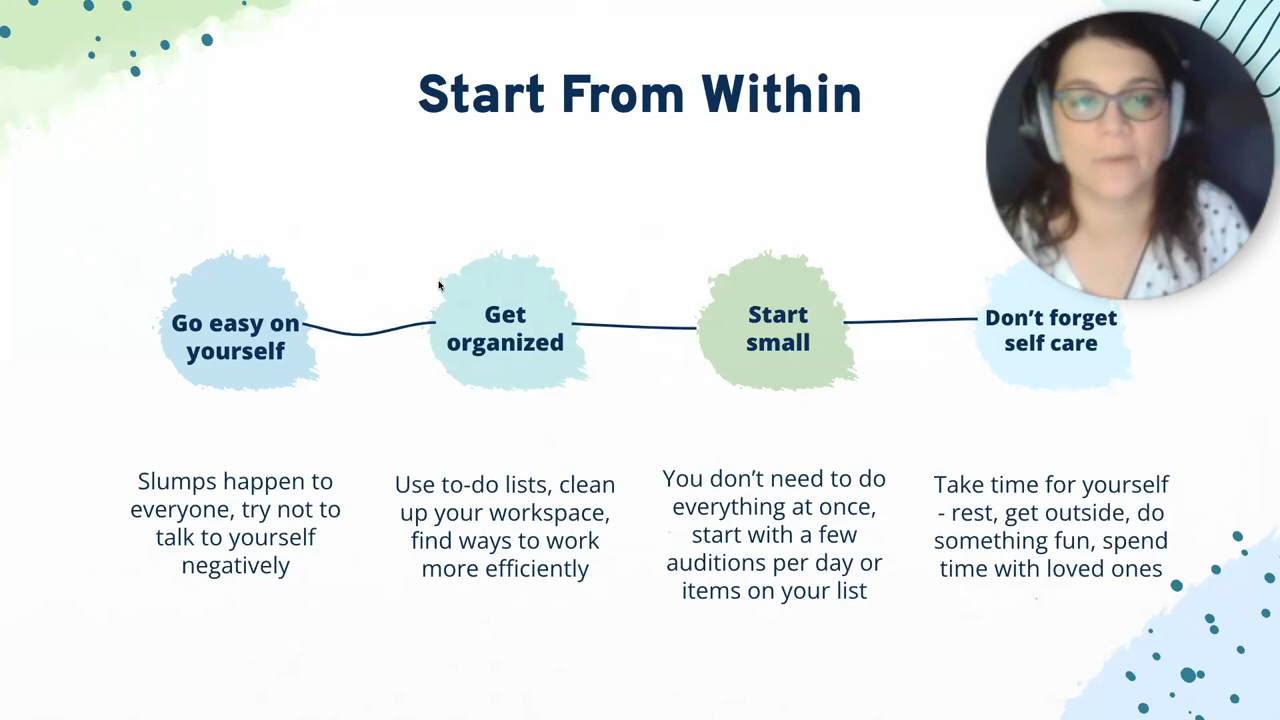 Start From Within
Go easy on
yourself
Get
organized
Start
small
Don’t forget
self care
Slumps happen to
everyone, try not to
talk to yourself
negatively
Use to-do lists, clean
up your workspace,
find ways to work
more efficiently
You don’t need to do
everything at once,
start with a few
auditions per day or
items on your list
Take time for yourself
- rest, get outside, do
something fun, spend
time with loved ones